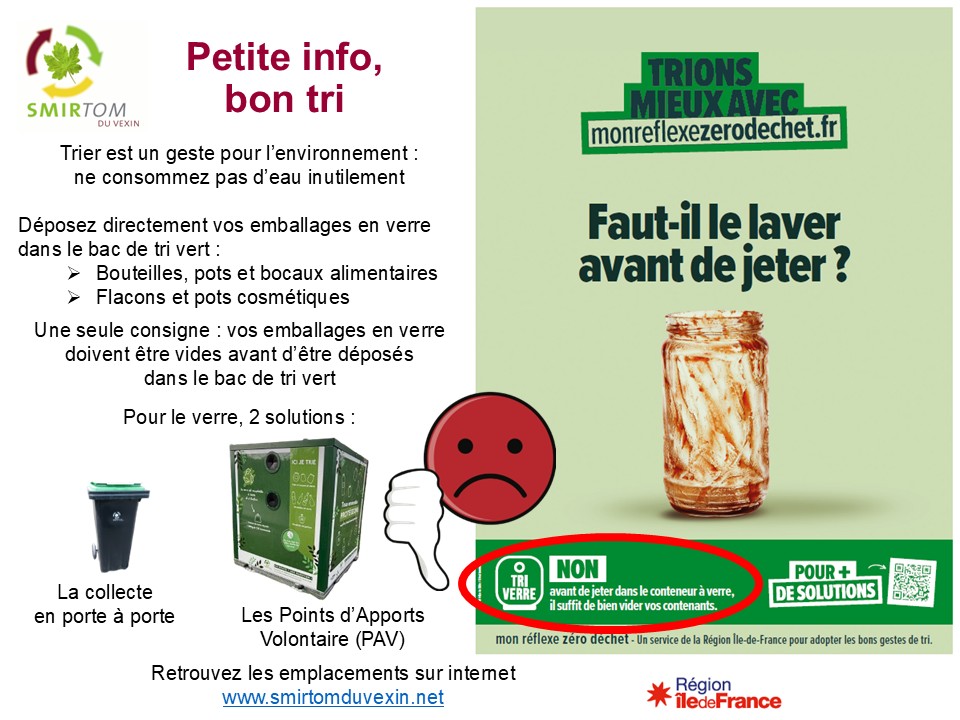 SMIRTOM
DU VEXIN
Petite info,
bon tri
Trier est un geste pour l’environnement :
ne consommez pas d’eau inutilement
Déposez directement vos emballages en verre
dans le bac de tri vert :
Bouteilles, pots et bocaux alimentaires
Flacons et pots cosmétiques
Une seule consigne : vos emballages en verre
doivent être vides avant d’être déposés
dans le bac de tri vert
Pour le verre, 2 solutions :
ICI JE TRIE
La collecte
en porte à porte
Les Points d’Apports
Volontaire (PAV)
Retrouvez les emplacements sur internet
www.smirtomduvexin.net
TRIONS
MIEUX AVEC
monreflexezerodechet.fr
Faut-il le laver
avant de jeter ?
TRI
VERRE
NON
avant de jeter dans le conteneur à verre,
il suffit de bien vider vos contenants.
POUR +
DE SOLUTIONS
mon réflexe zéro déchet - Un service de la Région Île-de-France pour adopter les bons gestes de tri.
Région
îledeFrance